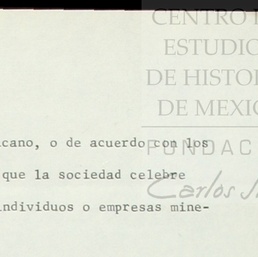 CENTRO
ESTUDIO
DE HISTOR
DE MEXIC
icano, o de acuerdo con los
FUNDAC
que la sociedad celebre
Carlos S
individuos o empresas mine-